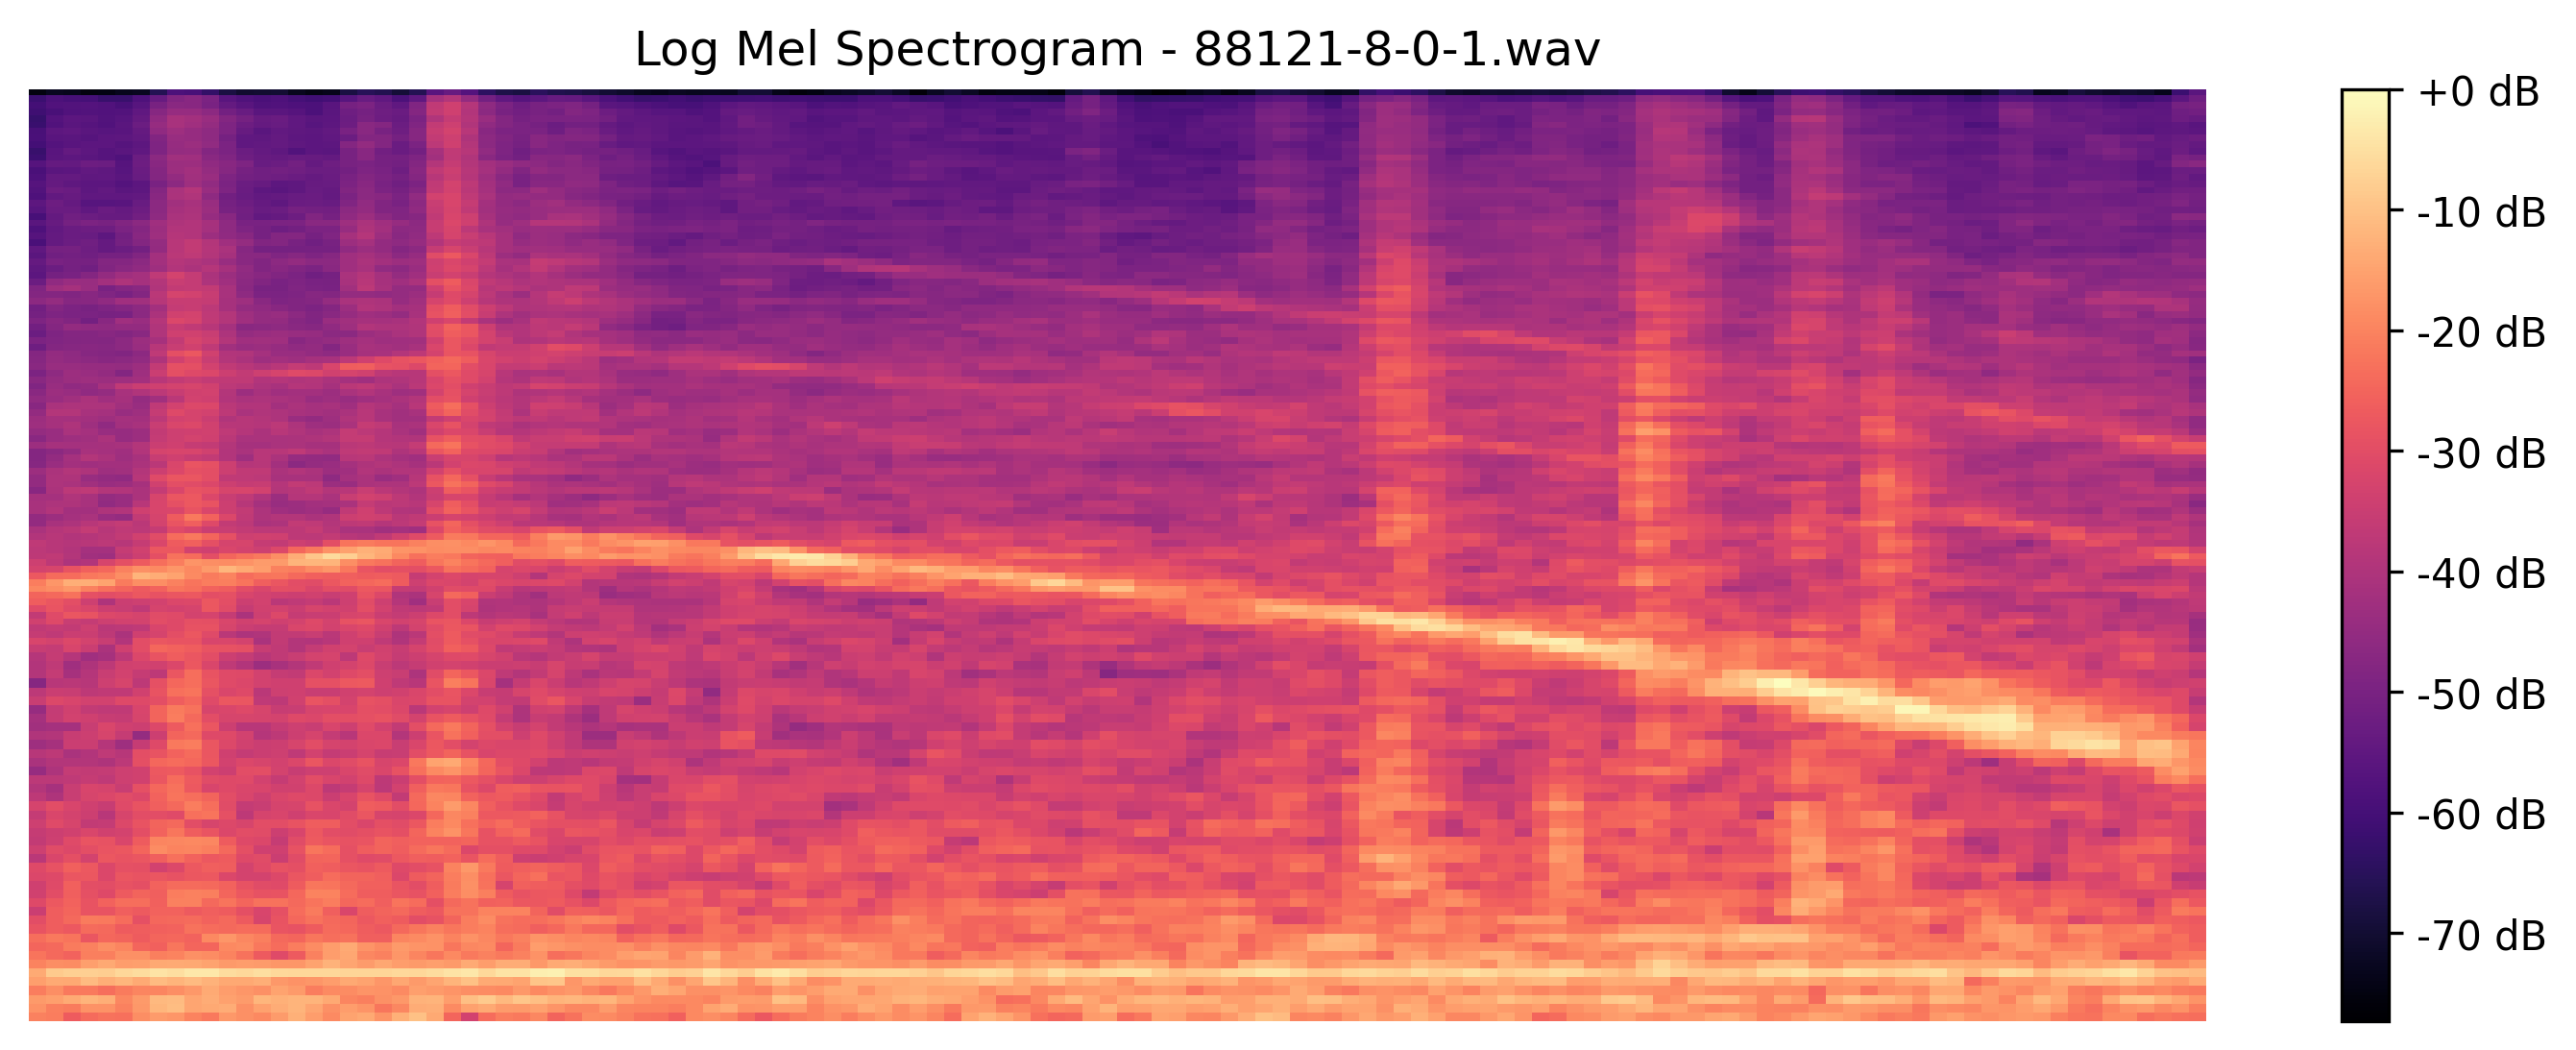 Log Mel Spectrogram - 88121-8-0-1.wav
+0 dB
-10 dB
-20 dB
-30 dB
-40 dB
-50 dB
-60 dB
-70 dB